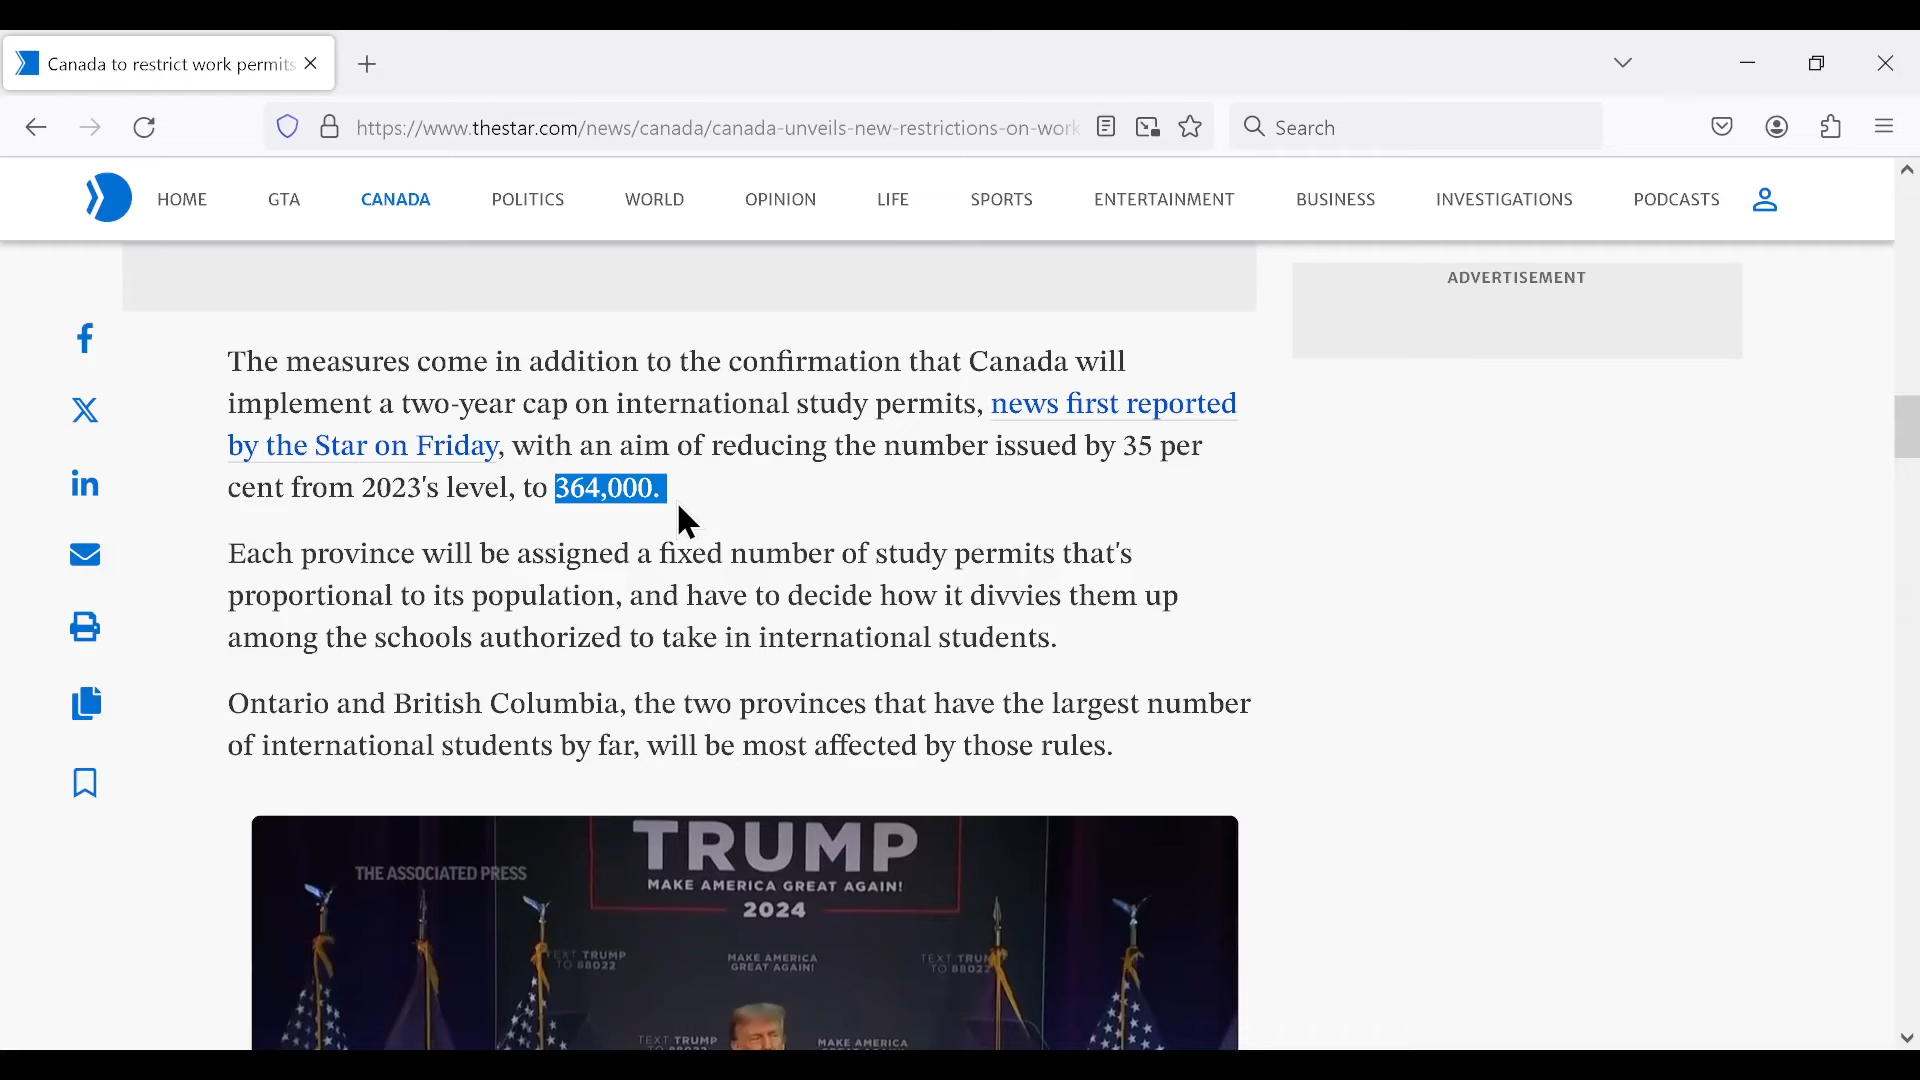 Canada to restrict work permits
https://www.thestar.com/news/canada/canada-unveils-new-restrictions-on-work
Search
HOME GTA CANADA POLITICS WORLD OPINION LIFE SPORTS ENTERTAINMENT BUSINESS INVESTIGATIONS PODCASTS
ADVERTISEMENT
The measures come in addition to the confirmation that Canada will
implement a two-year cap on international study permits, news first reported
by the Star on Friday, with an aim of reducing the number issued by 35 per
cent from 2023's level, to 364,000.
Each province will be assigned a fixed number of study permits that's
proportional to its population, and have to decide how it divvies them up
among the schools authorized to take in international students.
Ontario and British Columbia, the two provinces that have the largest number
of international students by far, will be most affected by those rules.
TRUMP
THE ASSOCIATED PRESS
MAKE AMERICA GREAT AGAIN!
2024
TEXT TRUMP
TO 88022
MAKE AMERICA
GREAT AGAIN!
TEXT TRUM
TO 88022
TEXT TRUMP
MAKE AMERICA